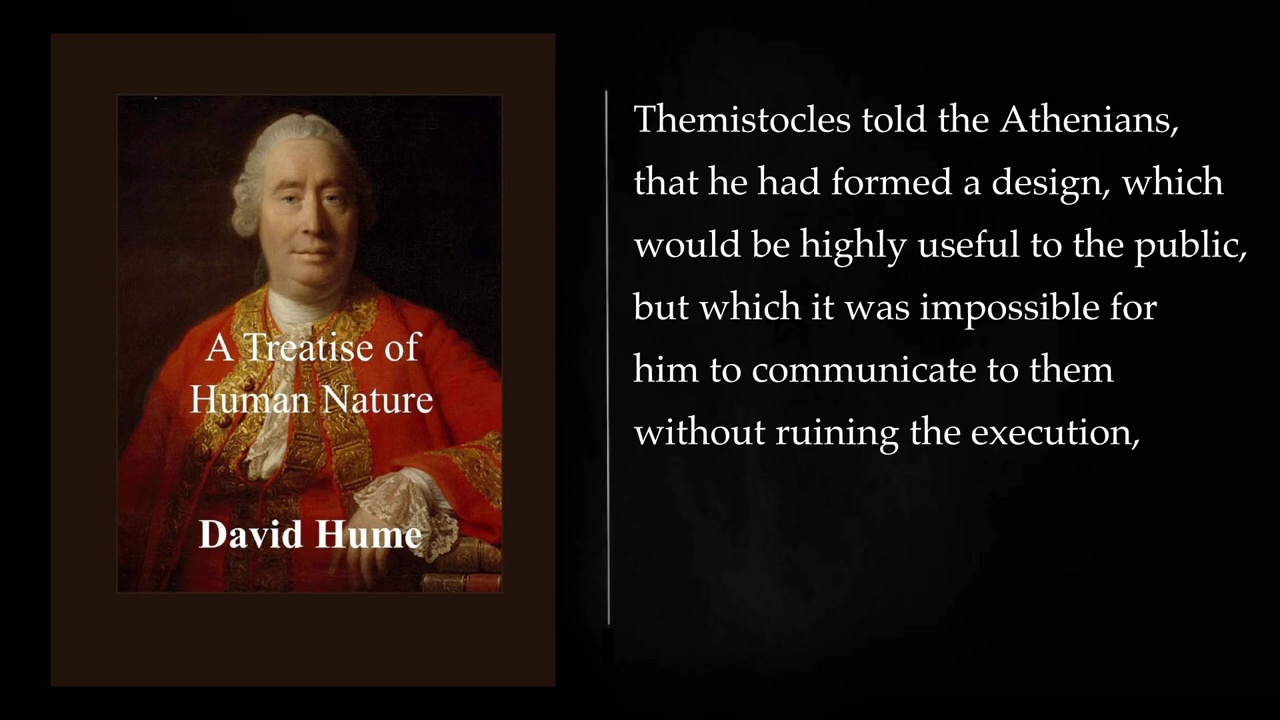 A Treatise of
Human Nature
David Hume
Themistocles told the Athenians,
that he had formed a design, which
would be highly useful to the public,
but which it was impossible for
him to communicate to them
without ruining the execution,